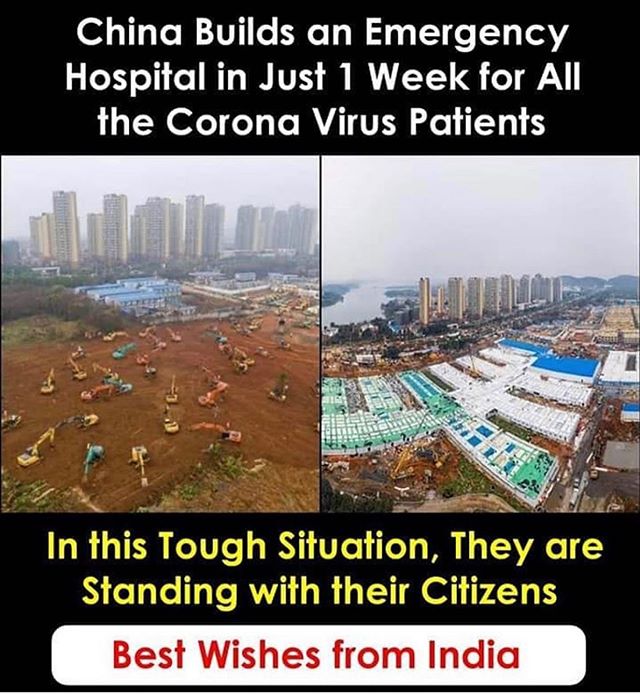 China Builds an Emergency
Hospital in Just 1 Week for All
the Corona Virus Patients
In this Tough Situation, They are
Standing with their Citizens
Best Wishes from India